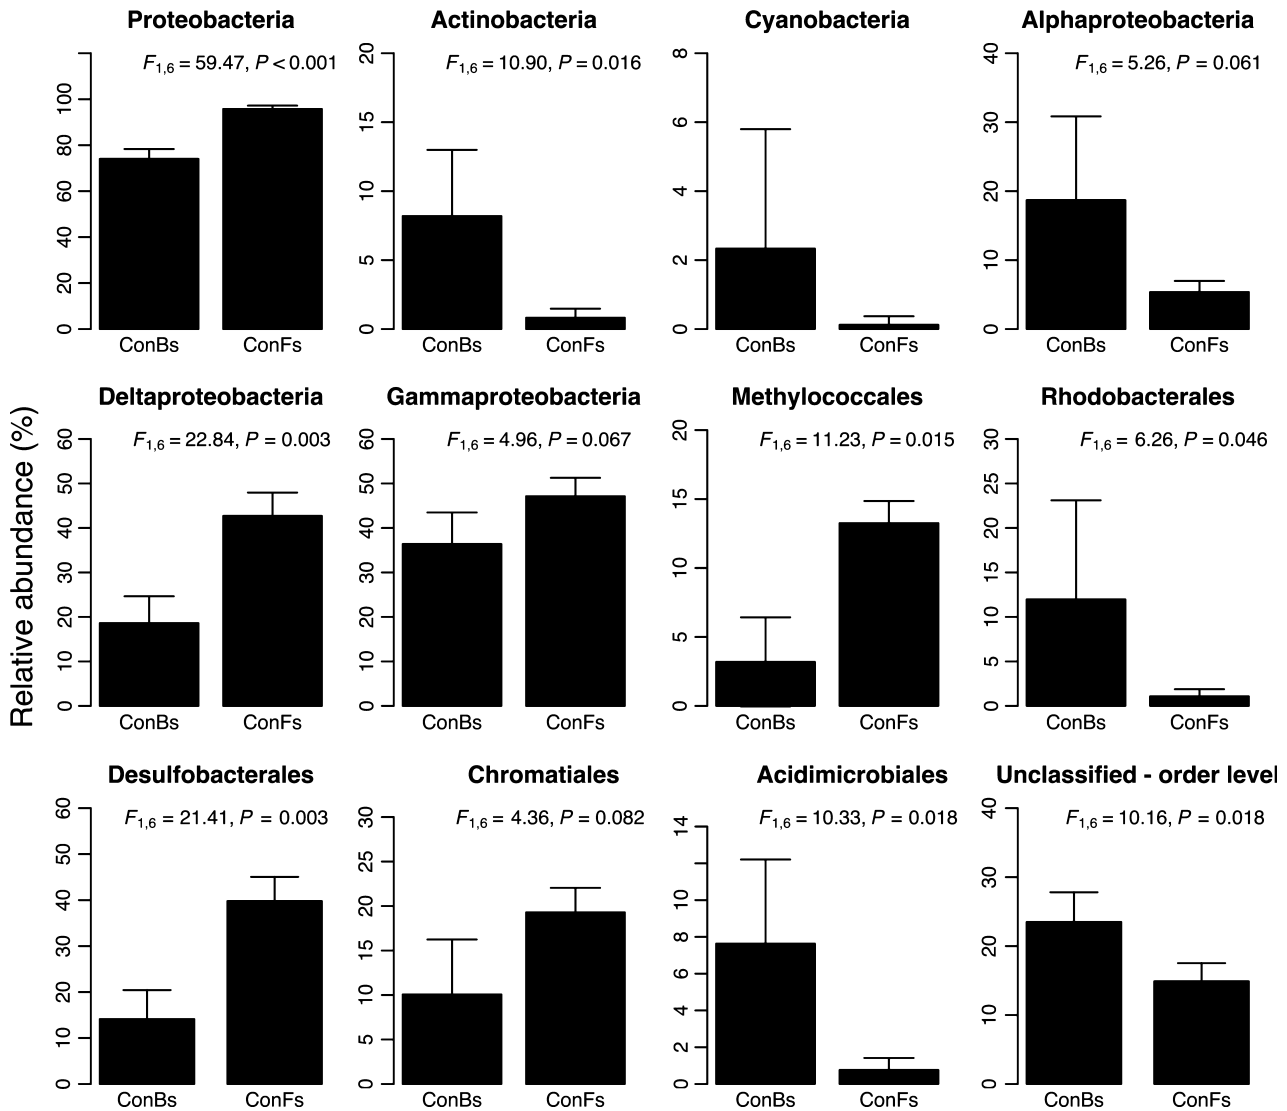 Relative abundance (%)
Proteobacteria
F1,6 = 59.47, P < 0.001
0 20 40 60 80 100
ConBs ConFs
Actinobacteria
F1,6 = 10.90, P = 0.016
0 5 10 15 20
ConBs ConFs
Cyanobacteria
0 2 4 6 8
ConBs ConFs
Alphaproteobacteria
F1,6 = 5.26, P = 0.061
0 10 20 30 40
ConBs ConFs
Deltaproteobacteria
F1,6 = 22.84, P = 0.003
0 10 20 30 40 50 60
ConBs ConFs
Gammaproteobacteria
F1,6 = 4.96, P = 0.067
0 10 20 30 40 50 60
ConBs ConFs
Methylococcales
F1,6 = 11.23, P = 0.015
0 5 10 15 20
ConBs ConFs
Rhodobacterales
F1,6 = 6.26, P = 0.046
0 5 10 15 20 25 30
ConBs ConFs
Desulfobacterales
F1,6 = 21.41, P = 0.003
0 10 20 30 40 50 60
ConBs ConFs
Chromatiales
F1,6 = 4.36, P = 0.082
0 5 10 15 20 25 30
ConBs ConFs
Acidimicrobiales
F1,6 = 10.33, P = 0.018
0 2 4 6 8 10 14
ConBs ConFs
Unclassified - order level
F1,6 = 10.16, P = 0.018
0 10 20 30 40
ConBs ConFs